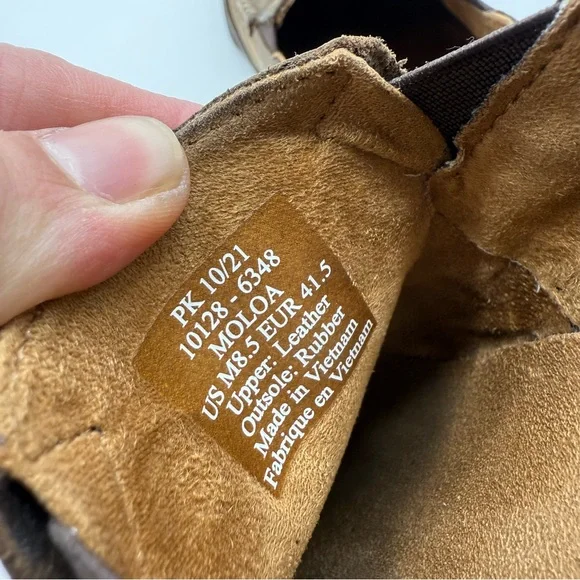 PK 10/21
10128 - 6348
MOLOA
US M8.5 EUR 41.5
Upper: Leather
Outsole: Rubber
Made in Vietnam
Fabrique en Vietnam